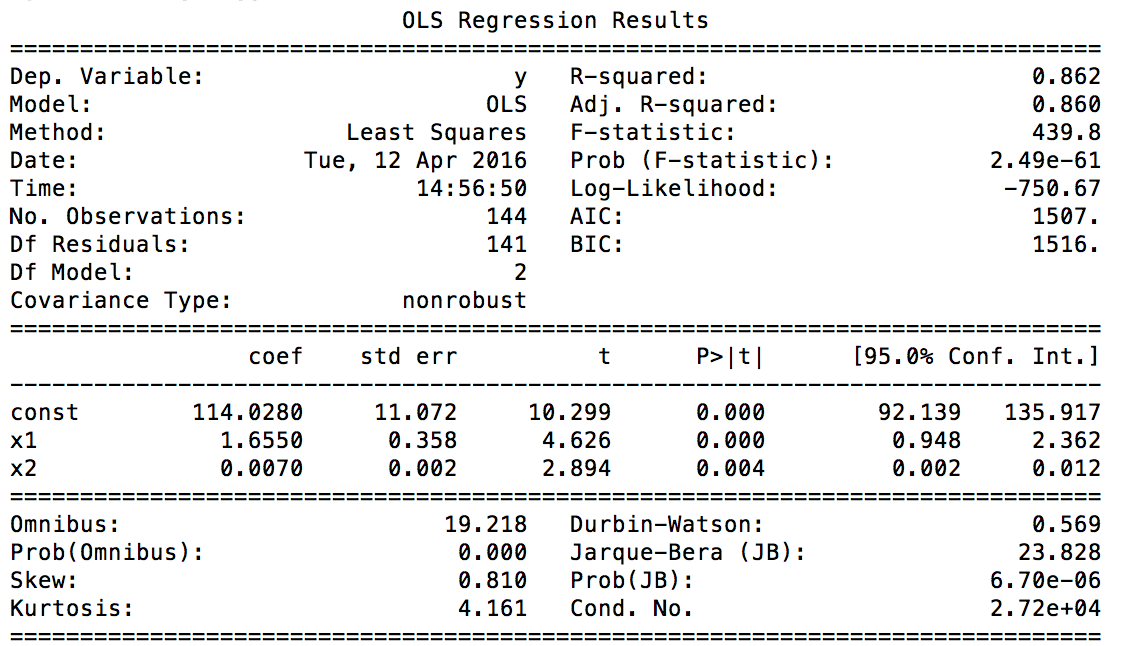 OLS Regression Results
==============================================================================
Dep. Variable:                      y   R-squared:                       0.862
Model:                            OLS   Adj. R-squared:                  0.860
Method:                 Least Squares   F-statistic:                     439.8
Date:                Tue, 12 Apr 2016   Prob (F-statistic):           2.49e-61
Time:                        14:56:50   Log-Likelihood:                -750.67
No. Observations:                 144   AIC:                             1507.
Df Residuals:                     141   BIC:                             1516.
Df Model:                           2
Covariance Type:            nonrobust
==============================================================================
                 coef    std err          t      P>|t|      [95.0% Conf. Int.]
------------------------------------------------------------------------------
const        114.0280     11.072     10.299      0.000        92.139   135.917
x1             1.6550      0.358      4.626      0.000         0.948     2.362
x2             0.0070      0.002      2.894      0.004         0.002     0.012
==============================================================================
Omnibus:                       19.218   Durbin-Watson:                   0.569
Prob(Omnibus):                  0.000   Jarque-Bera (JB):               23.828
Skew:                           0.810   Prob(JB):                     6.70e-06
Kurtosis:                       4.161   Cond. No.                     2.72e+04
==============================================================================